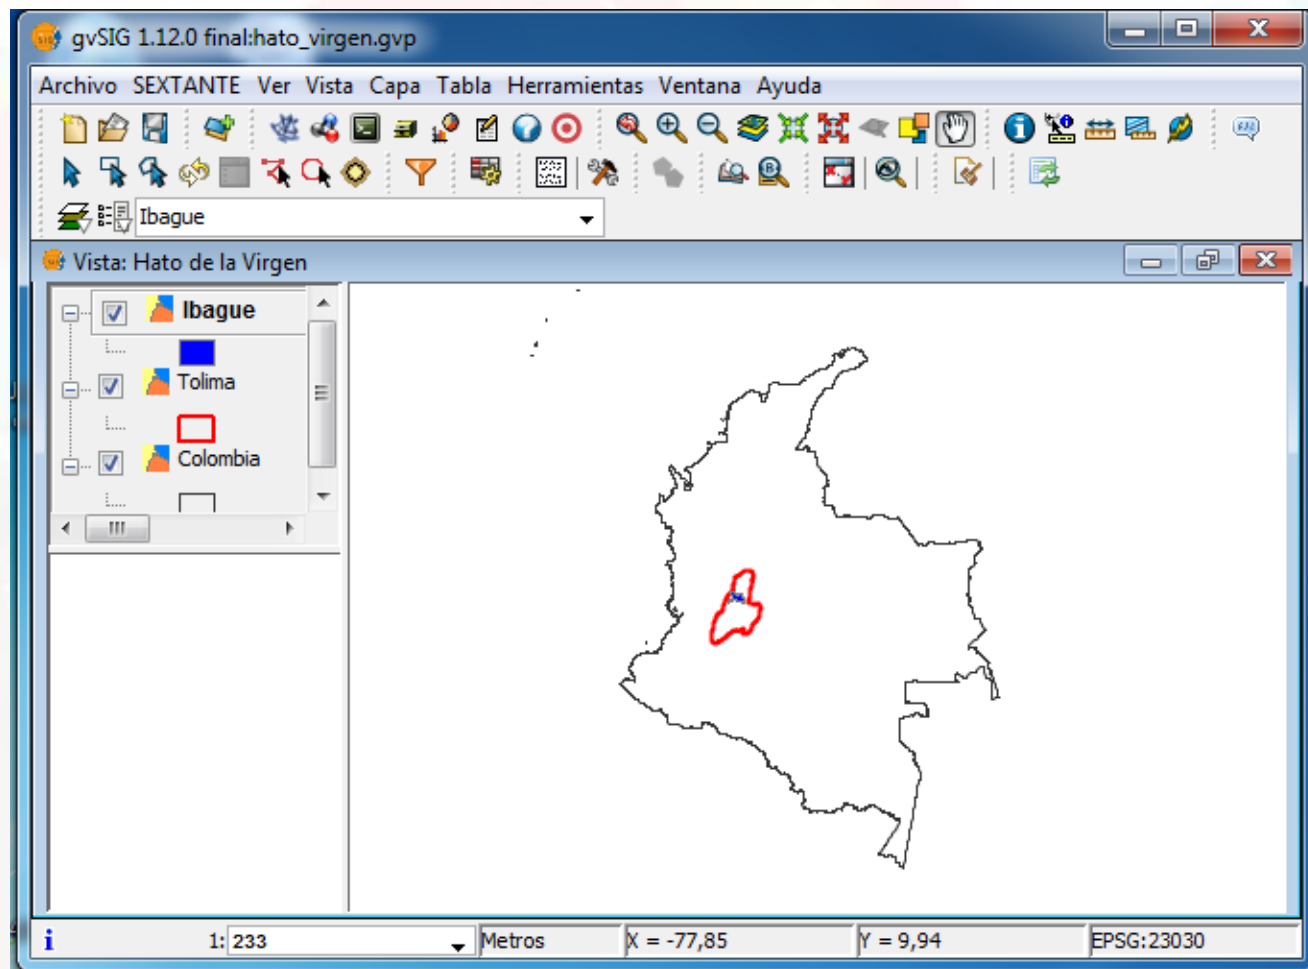 gvSIG 1.12.0 final:hato_virgen.gvp
Archivo SEXTANTE Ver Vista Capa Tabla Herramientas Ventana Ayuda
Ibague
Vista: Hato de la Virgen
Ibague
Tolima
Colombia
1: 233 Metros X = -77,85 Y = 9,94 EPSG:23030